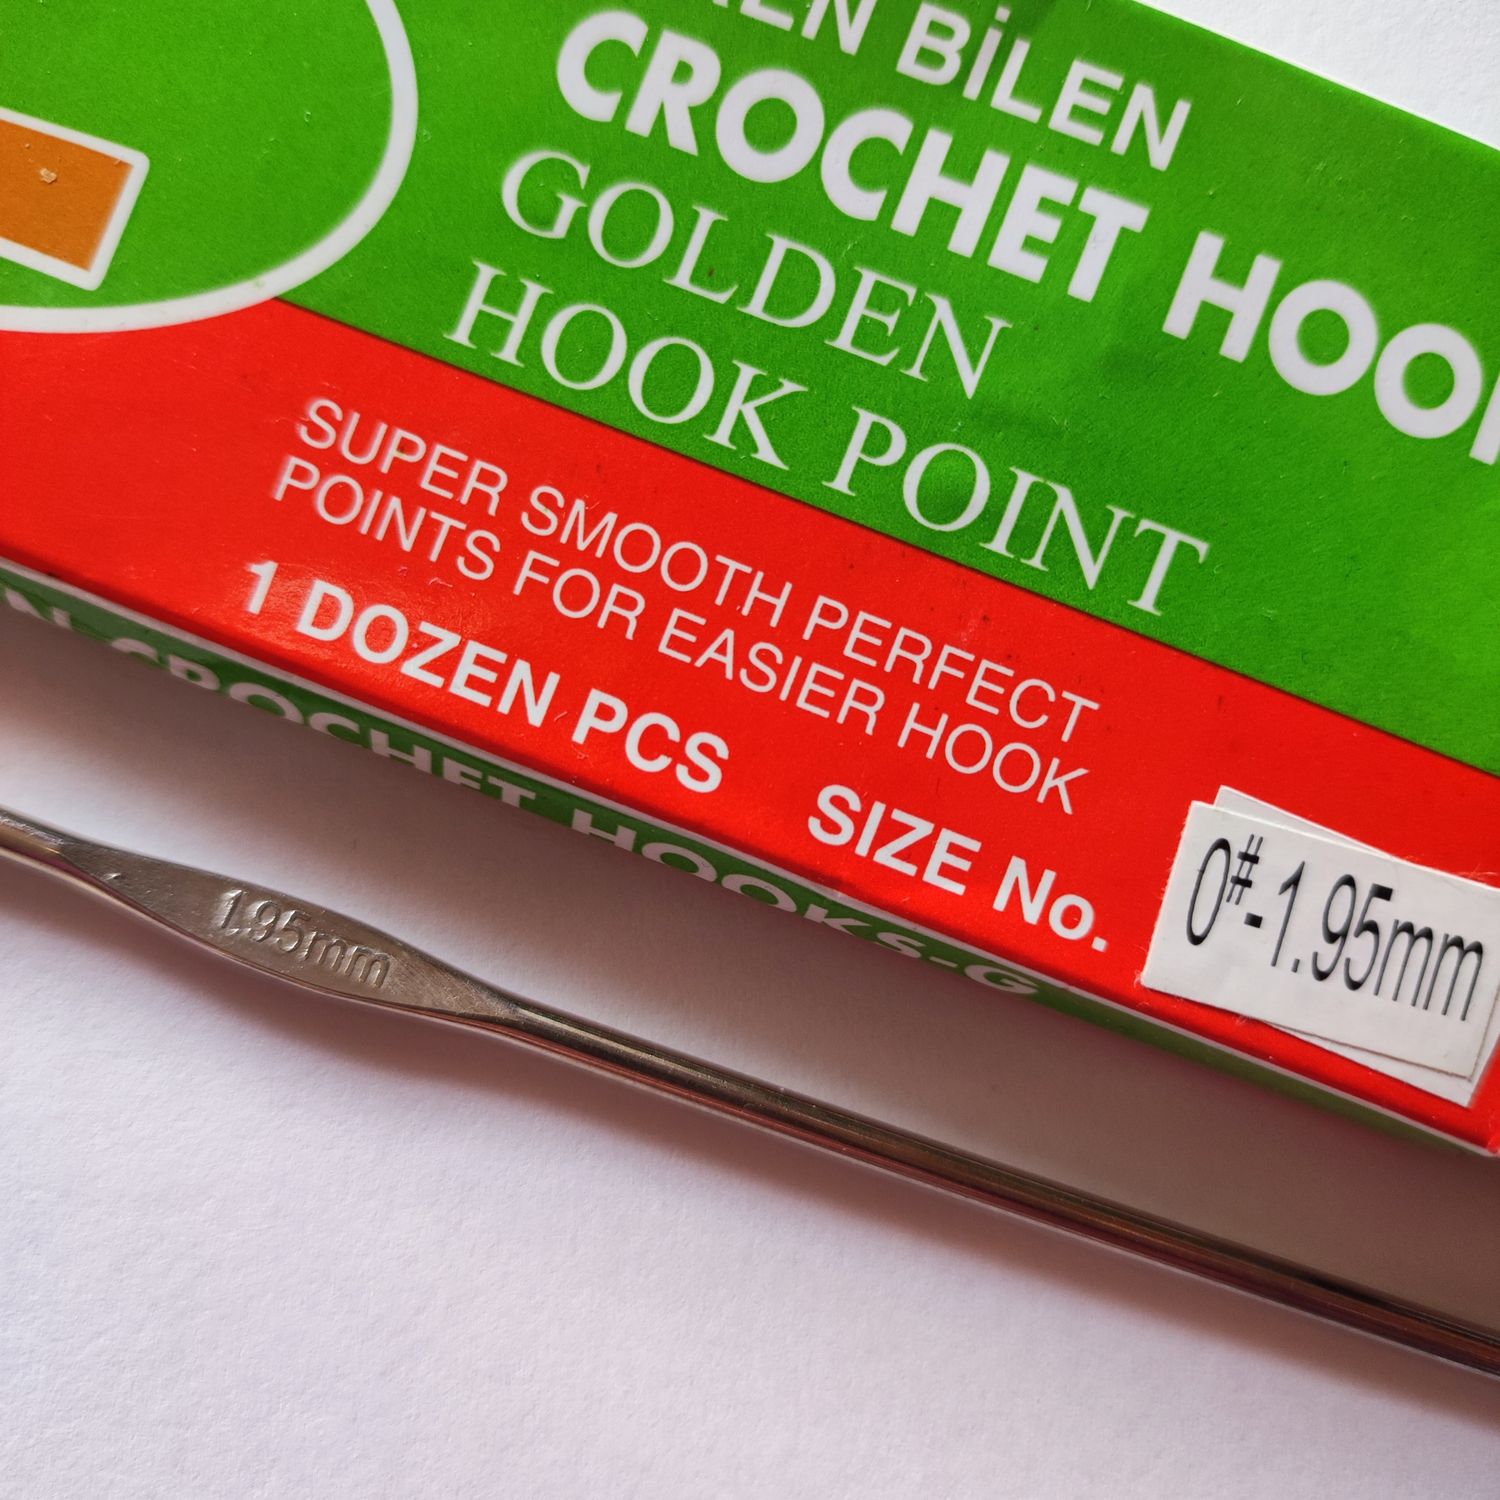 BİLEN
CROCHET HOOK
GOLDEN
HOOK POINT
SUPER SMOOTH PERFECT
POINTS FOR EASIER HOOK
1 DOZEN PCS SIZE No. 0#-1.95mm
CROCHET HOOKS-G
1.95mm